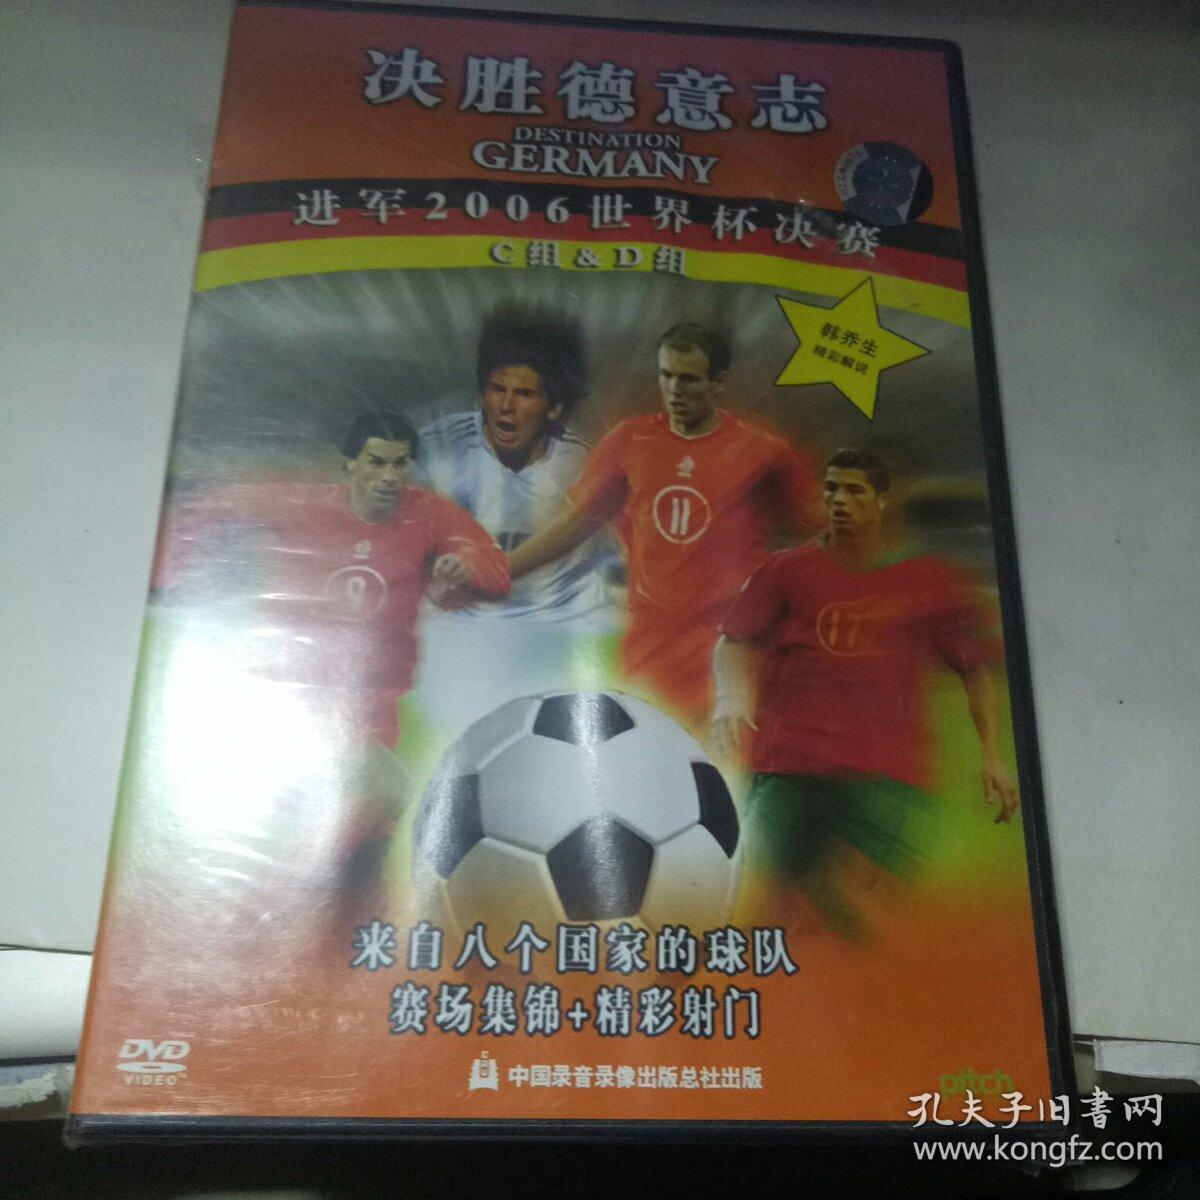 决胜德意志
DESTINATION
GERMANY
进军2006世界杯决赛
C组&D组
韩乔生
精彩解说
11
9
17
来自八个国家的球队
赛场集锦+精彩射门
DVD
VIDEO
中国录音录像出版总社出版
pitch
孔夫子旧书网
www.kongfz.com